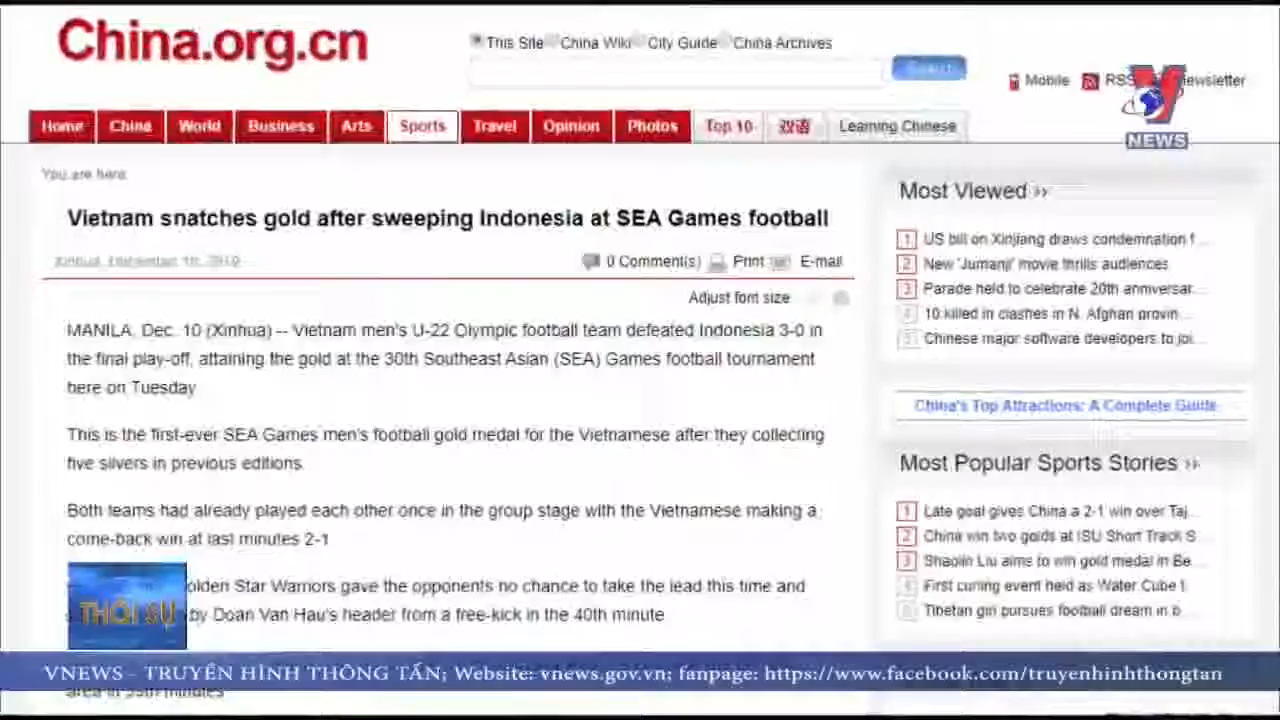 China.org.cn
This Site China Wiki City Guide China Archives
Search
Mobile RSS Newsletter
NEWS
Home China World Business Arts Sports Travel Opinion Photos Top 10 双语 Learning Chinese
You are here:
Vietnam snatches gold after sweeping Indonesia at SEA Games football
Xinhua, December 10, 2019
0 Comment(s) Print E-mail
Adjust font size
MANILA, Dec. 10 (Xinhua) -- Vietnam men's U-22 Olympic football team defeated Indonesia 3-0 in
the final play-off, attaining the gold at the 30th Southeast Asian (SEA) Games football tournament
here on Tuesday
This is the first-ever SEA Games men's football gold medal for the Vietnamese after they collecting
five silvers in previous editions.
Both teams had already played each other once in the group stage with the Vietnamese making a
come-back win at last minutes 2-1
olden Star Warriors gave the opponents no chance to take the lead this time and
by Doan Van Hau's header from a free-kick in the 40th minute
THỜI SỰ
area in 59th minutes
Most Viewed ››
1 US bill on Xinjiang draws condemnation f...
2 New 'Jumanji' movie thrills audiences
3 Parade held to celebrate 20th anniversar...
4 10 killed in clashes in N. Afghan provin...
5 Chinese major software developers to joi...
China's Top Attractions: A Complete Guide
Most Popular Sports Stories ››
1 Late goal gives China a 2-1 win over Taj...
2 China win two golds at ISU Short Track S...
3 Shaolin Liu aims to win gold medal in Be...
4 First curling event held as Water Cube t...
5 Tibetan girl pursues football dream in b...
VNEWS - TRUYỀN HÌNH THÔNG TẤN; Website: vnews.gov.vn; fanpage: https://www.facebook.com/truyenhinhthongtan